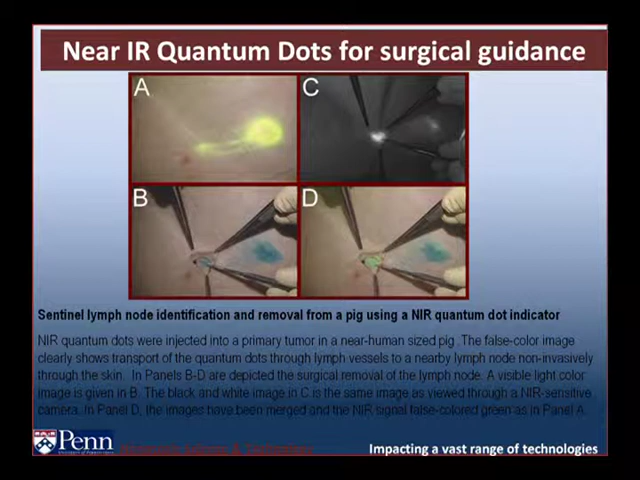 Near IR Quantum Dots for surgical guidance
A
C
B
D
Sentinel lymph node identification and removal from a pig using a NIR quantum dot indicator
NIR quantum dots were injected into a primary tumor in a near-human sized pig. The false-color image
clearly shows transport of the quantum dots through lymph vessels to a nearby lymph node non-invasively
through the skin. In Panels B-D are depicted the surgical removal of the lymph node. A visible light color
image is given in B. The black and white image in C is the same image as viewed through a NIR-sensitive
camera. In Panel D, the images have been merged and the NIR signal false-colored green as in Panel A.
Penn
Impacting a vast range of technologies